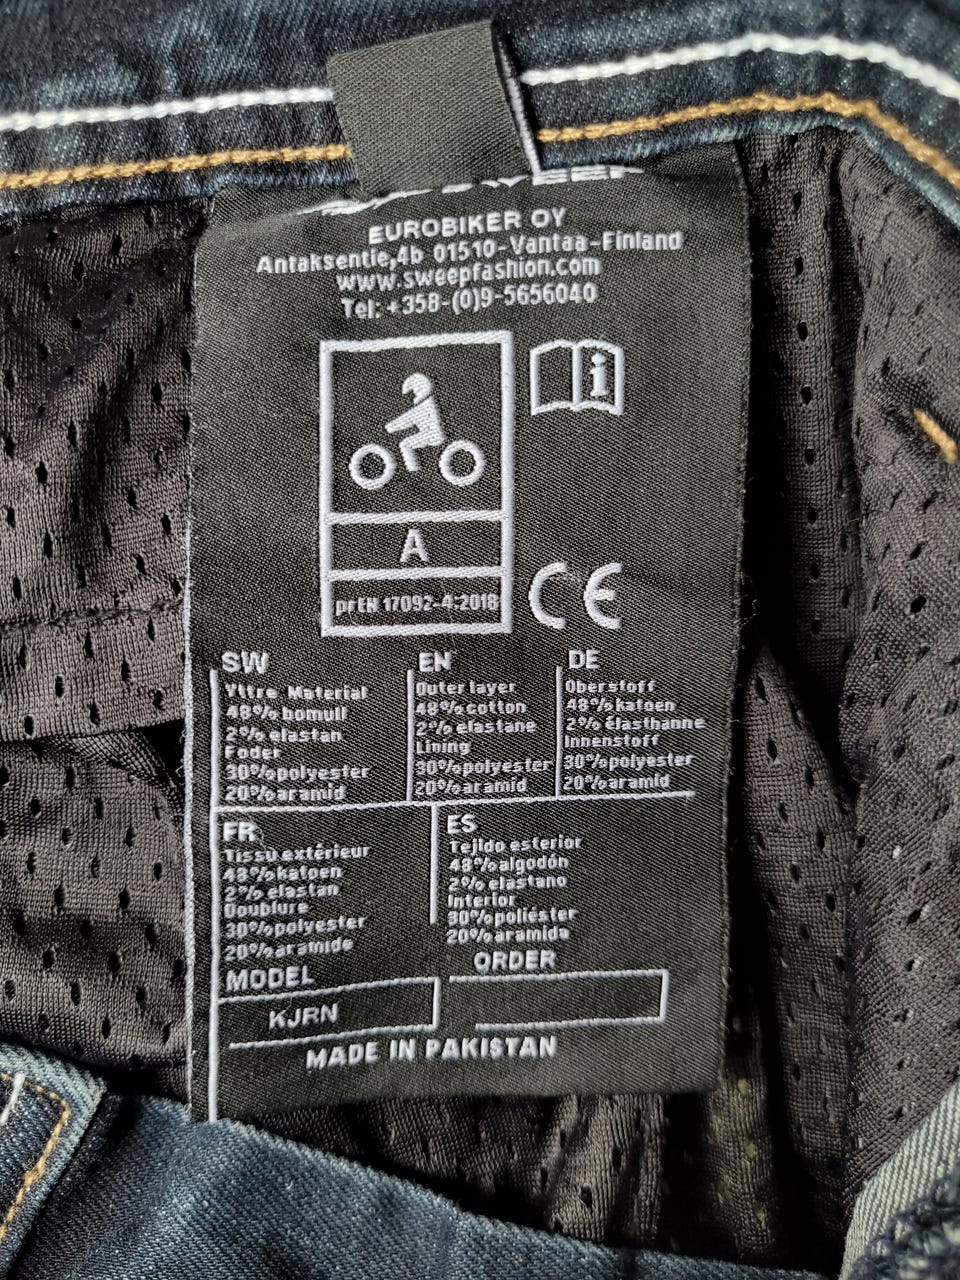 SWEEP
EUROBIKER OY
Antaksentie,4b 01510-Vantaa-Finland
www.sweepfashion.com
Tel: +358-(0)9-5656040
i
A
prEN 17092-4:2018
CE
SW
Yttre Material
48% bomull
2% elastan
Foder
30%polyester
20%aramid
EN
Outer layer
48%cotton
2% elastane
Lining
30%polyester
20%aramid
DE
Oberstoff
48%katoen
2% élasthanne
Innenstoff
30%polyester
20%aramid
FR
Tissu.extérieur
48%katoen
2% elastan
Doublure
30%polyester
20%aramide
ES
Tejido esterior
48%algodón
2% elastano
Interior
30%poliéster
20%aramida
MODEL
KJRN
ORDER
MADE IN PAKISTAN